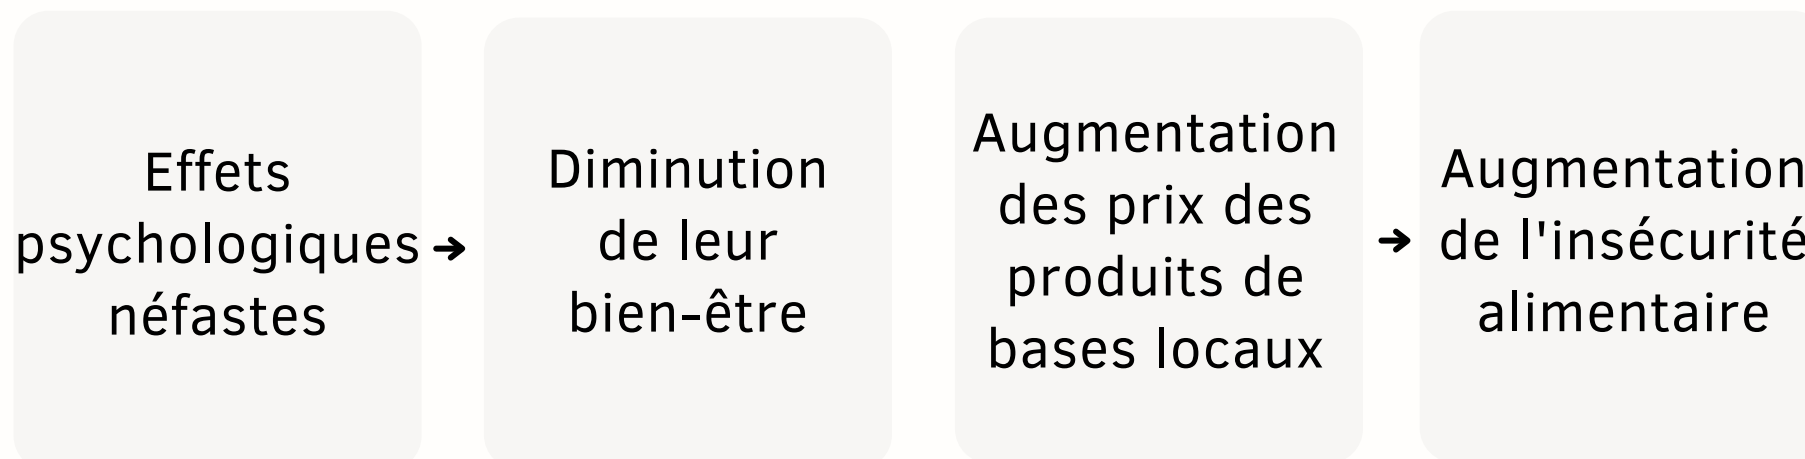 Effets
psychologiques
néfastes
→
Diminution
de leur
bien-être
Augmentation
des prix des
produits de
bases locaux
→
Augmentation
de l'insécurité
alimentaire